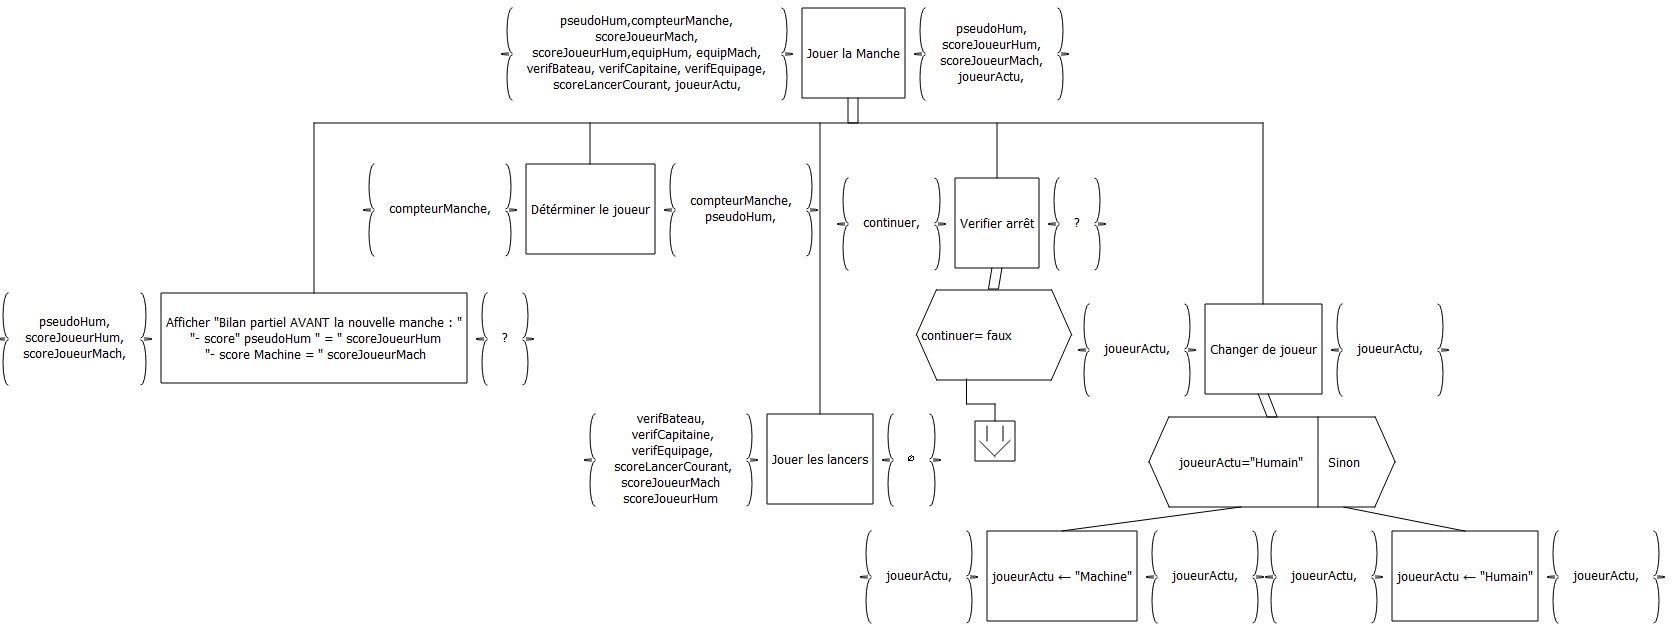 pseudoHum,compteurManche,
scoreJoueurMach,
scoreJoueurHum,equipHum, equipMach,
verifBateau, verifCapitaine, verifEquipage,
scoreLancerCourant, joueurActu,
Jouer la Manche
pseudoHum,
scoreJoueurHum,
scoreJoueurMach,
joueurActu,
compteurManche,
Détérminer le joueur
compteurManche,
pseudoHum,
continuer,
Verifier arrêt
?
pseudoHum,
scoreJoueurHum,
scoreJoueurMach,
Afficher "Bilan partiel AVANT la nouvelle manche : "
"- score" pseudoHum " = " scoreJoueurHum
"- score Machine = " scoreJoueurMach
?
continue= faux
joueurActu,
Changer de joueur
joueurActu,
verifBateau,
verifCapitaine,
verifEquipage,
scoreLancerCourant,
scoreJoueurMach
scoreJoueurHum
Jouer les lancers
ø
joueurActu="Humain"
Sinon
joueurActu,
joueurActu ← "Machine"
joueurActu,
joueurActu,
joueurActu ← "Humain"
joueurActu,